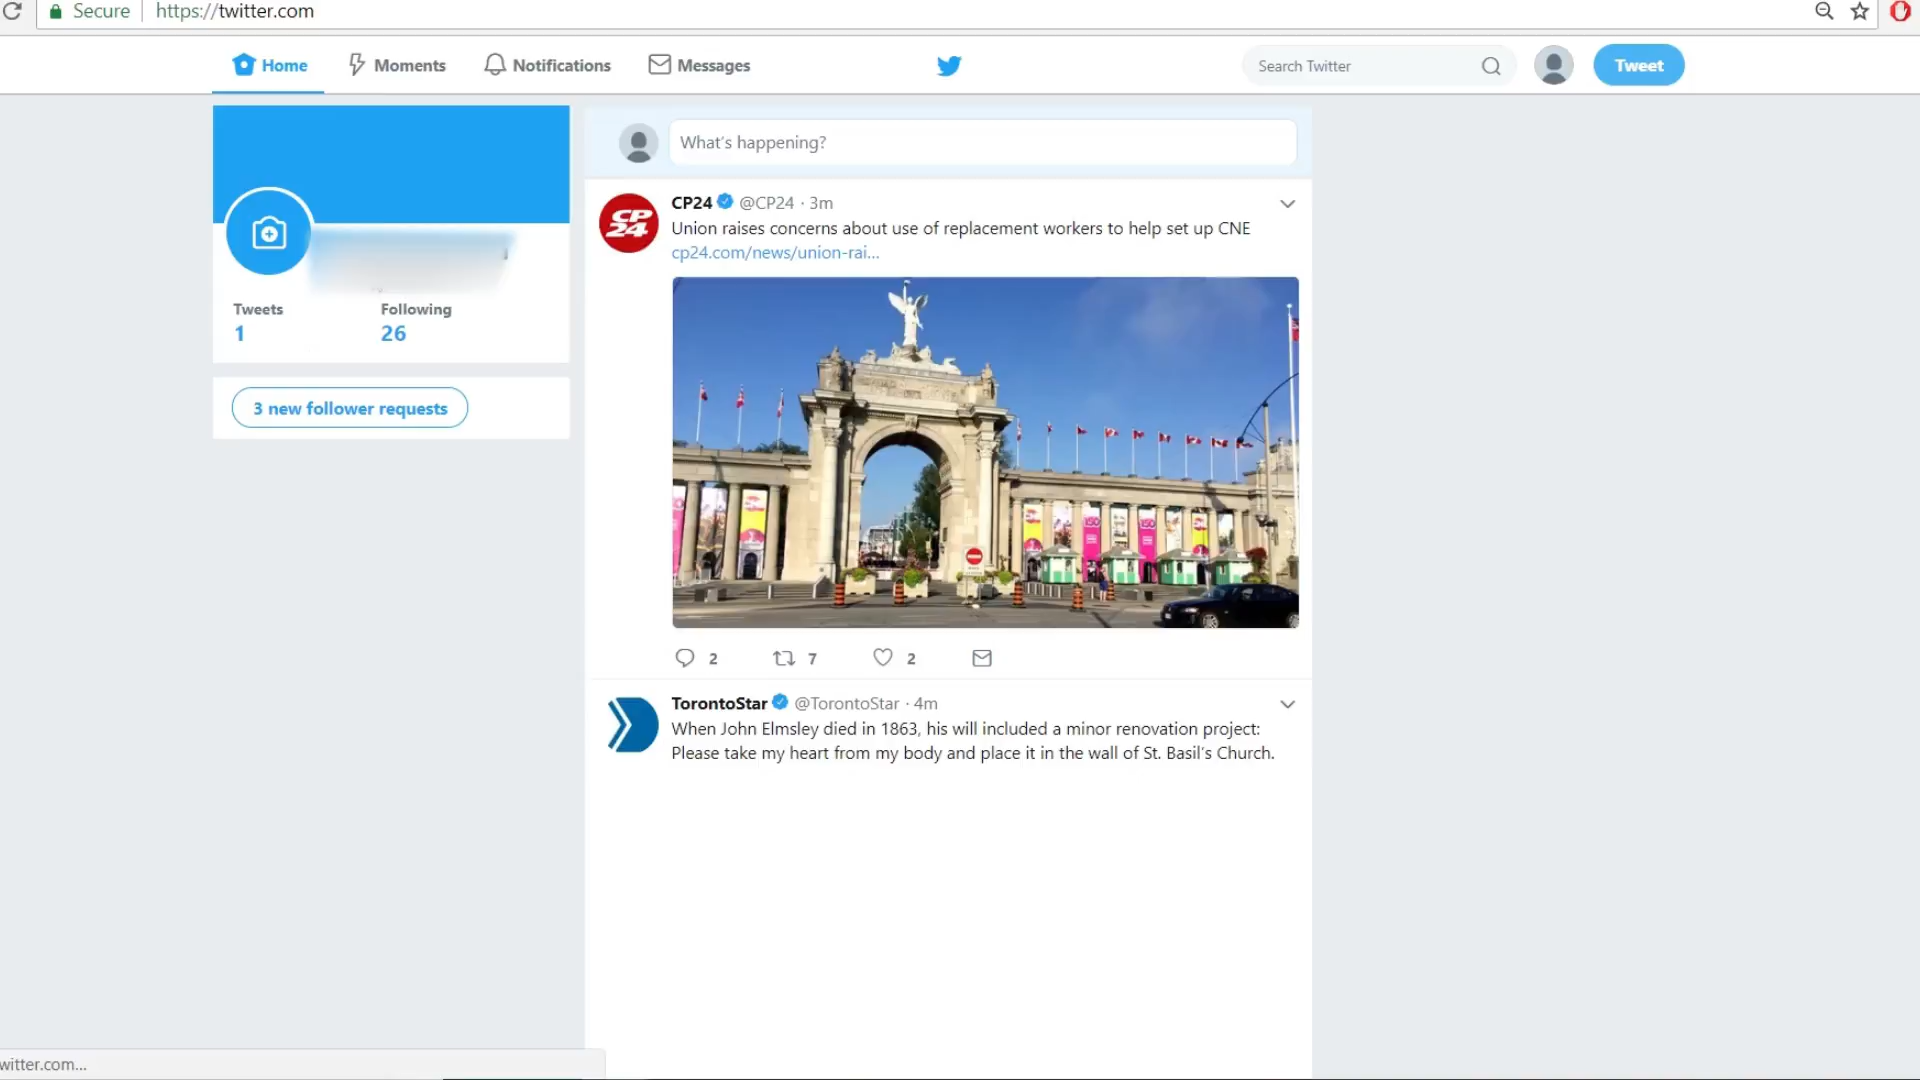 Secure https://twitter.com
Home Moments Notifications Messages Search Twitter Tweet
What's happening?
CP24 @CP24 · 3m
Union raises concerns about use of replacement workers to help set up CNE
cp24.com/news/union-rai...
CP
24
Tweets Following
1 26
3 new follower requests
2 7 2
TorontoStar @TorontoStar · 4m
When John Elmsley died in 1863, his will included a minor renovation project:
Please take my heart from my body and place it in the wall of St. Basil's Church.
witter.com...